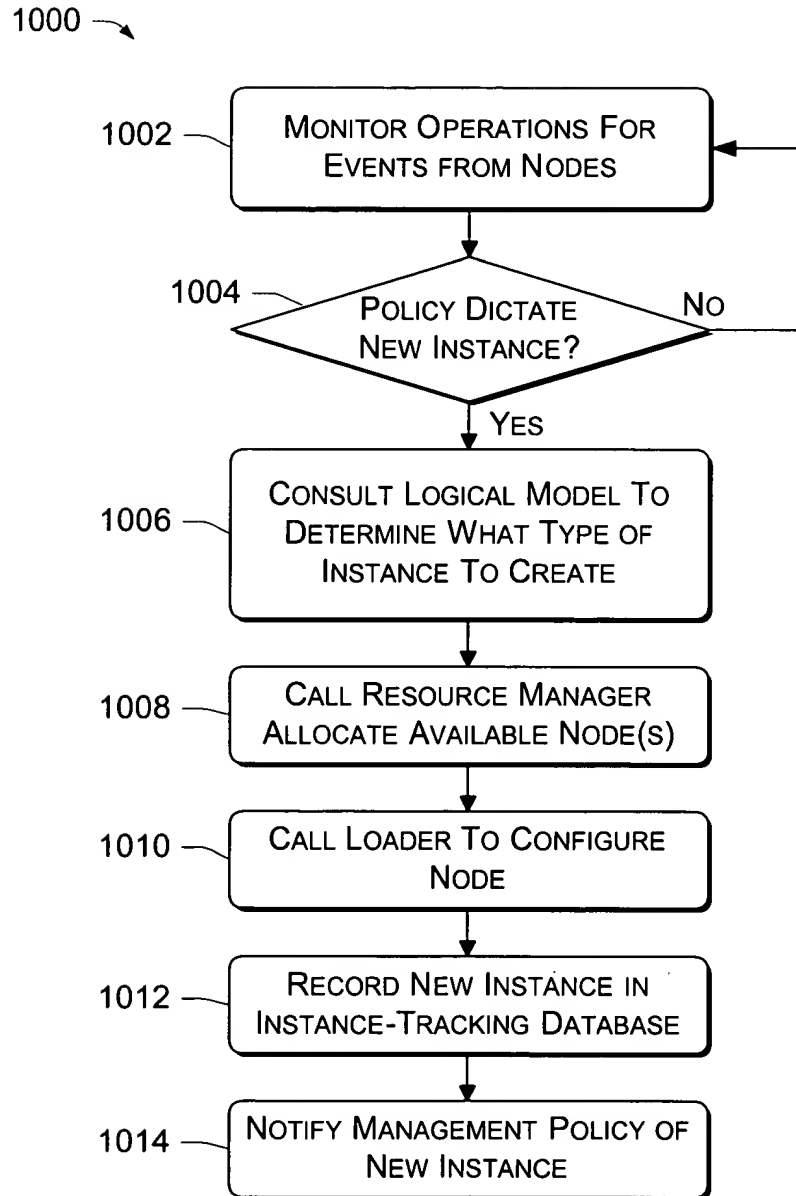 1000
1002
MONITOR OPERATIONS FOR
EVENTS FROM NODES
1004
POLICY DICTATE
NEW INSTANCE?
NO
YES
1006
CONSULT LOGICAL MODEL TO
DETERMINE WHAT TYPE OF
INSTANCE TO CREATE
1008
CALL RESOURCE MANAGER
ALLOCATE AVAILABLE NODE(S)
1010
CALL LOADER TO CONFIGURE
NODE
1012
RECORD NEW INSTANCE IN
INSTANCE-TRACKING DATABASE
1014
NOTIFY MANAGEMENT POLICY OF
NEW INSTANCE